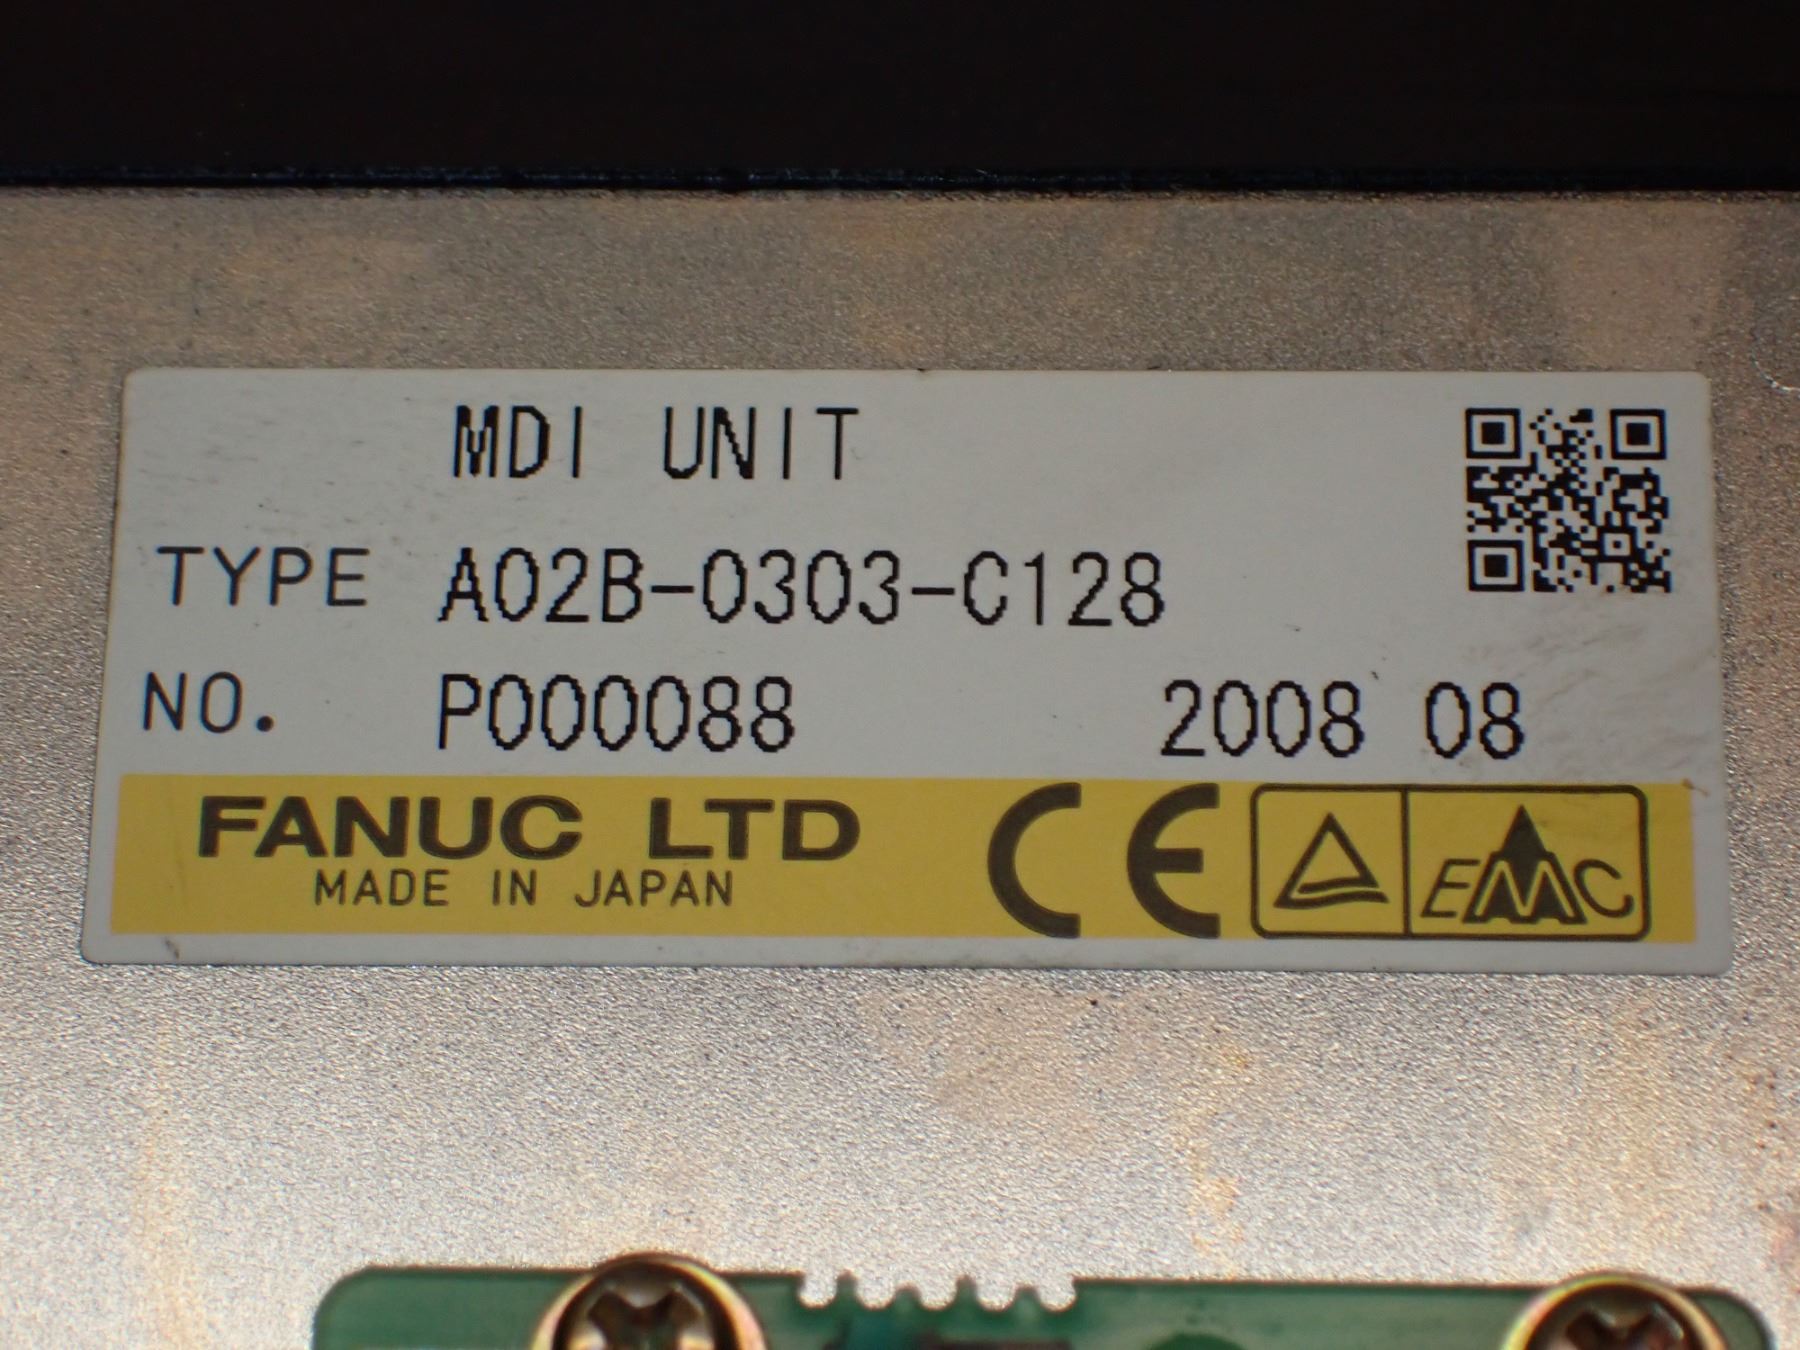 MDI UNIT
TYPE A02B-0303-C128
NO. P000088 2008 08
FANUC LTD
MADE IN JAPAN
CE
EMC